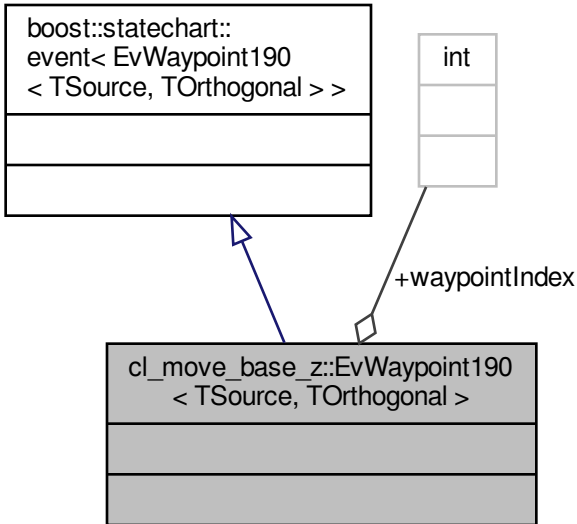 boost::statechart::
event< EvWaypoint190
< TSource, TOrthogonal > >
int
+waypointIndex
cl_move_base_z::EvWaypoint190
< TSource, TOrthogonal >